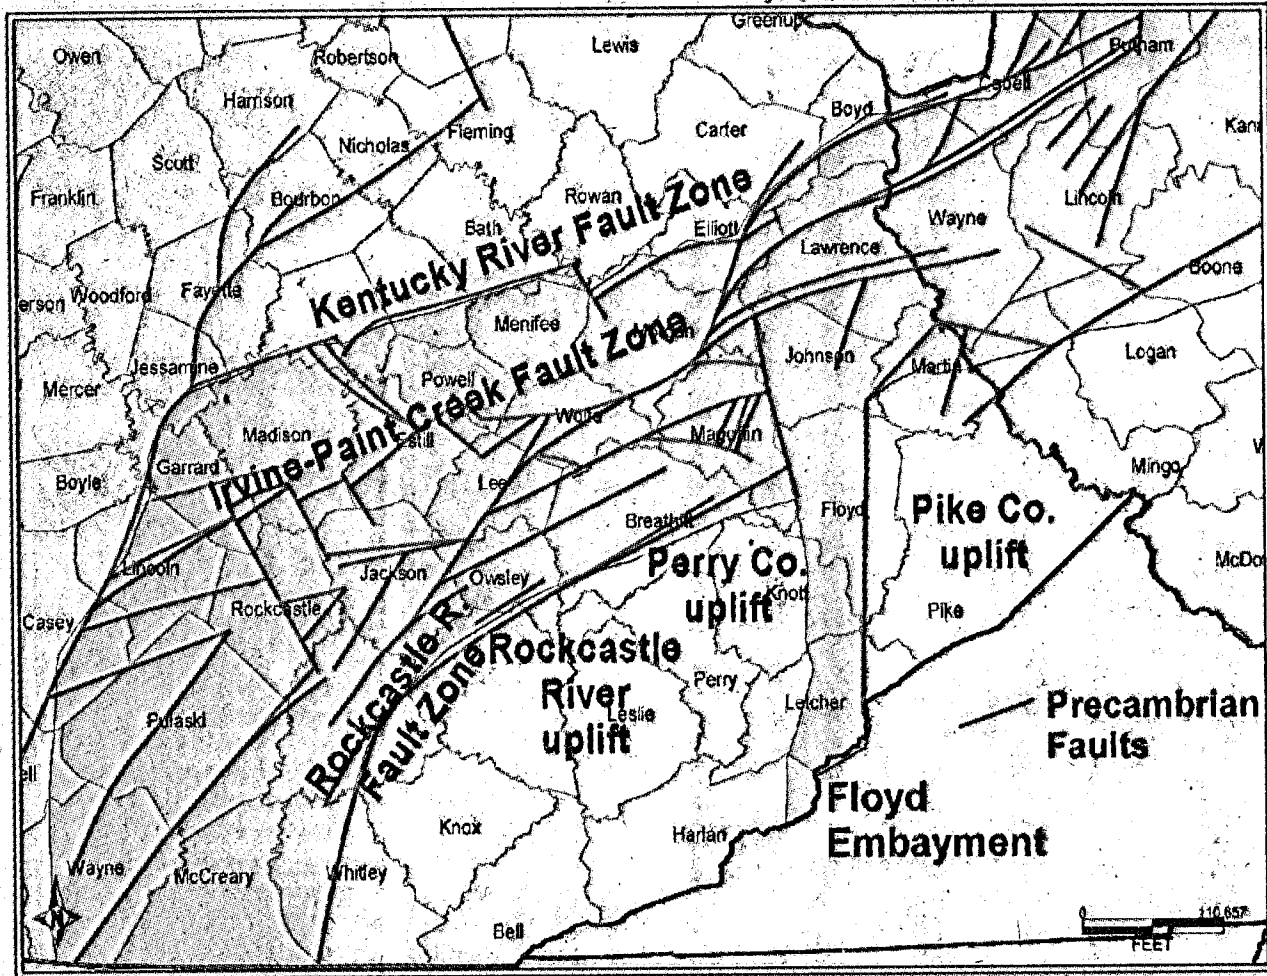 Greenup
Owen
Robertson
Lewis
Putnam
Cabell
Harrison
Boyd
Nicholas
Fleming
Carter
Scott
Franklin
Bourbon
Rowan
Bath
Elliott
Wayne
Lincoln
Kentucky River Fault Zone
Lawrence
Boone
erson
Woodford
Fayette
Menifee
Johnson
Martin
Logan
Jessamine
Mercer
Powell
Wolfe
Madison
Estill
Magoffin
Irvine-Paint Creek Fault Zone
Garrard
Boyle
Lee
Mingo
Floyd
Breathitt
Pike Co.
uplift
Lincoln
Jackson
Owsley
Perry Co.
uplift
Knott
McDo
Casey
Rockcastle
Pike
Rockcastle R.
Fault Zone
Rockcastle
River
uplift
Perry
Leslie
Letcher
Pulaski
Precambrian
Faults
ell
Floyd
Embayment
Knox
Harlan
Wayne
McCreary
Whitley
Bell
N
0
110,657
FEET